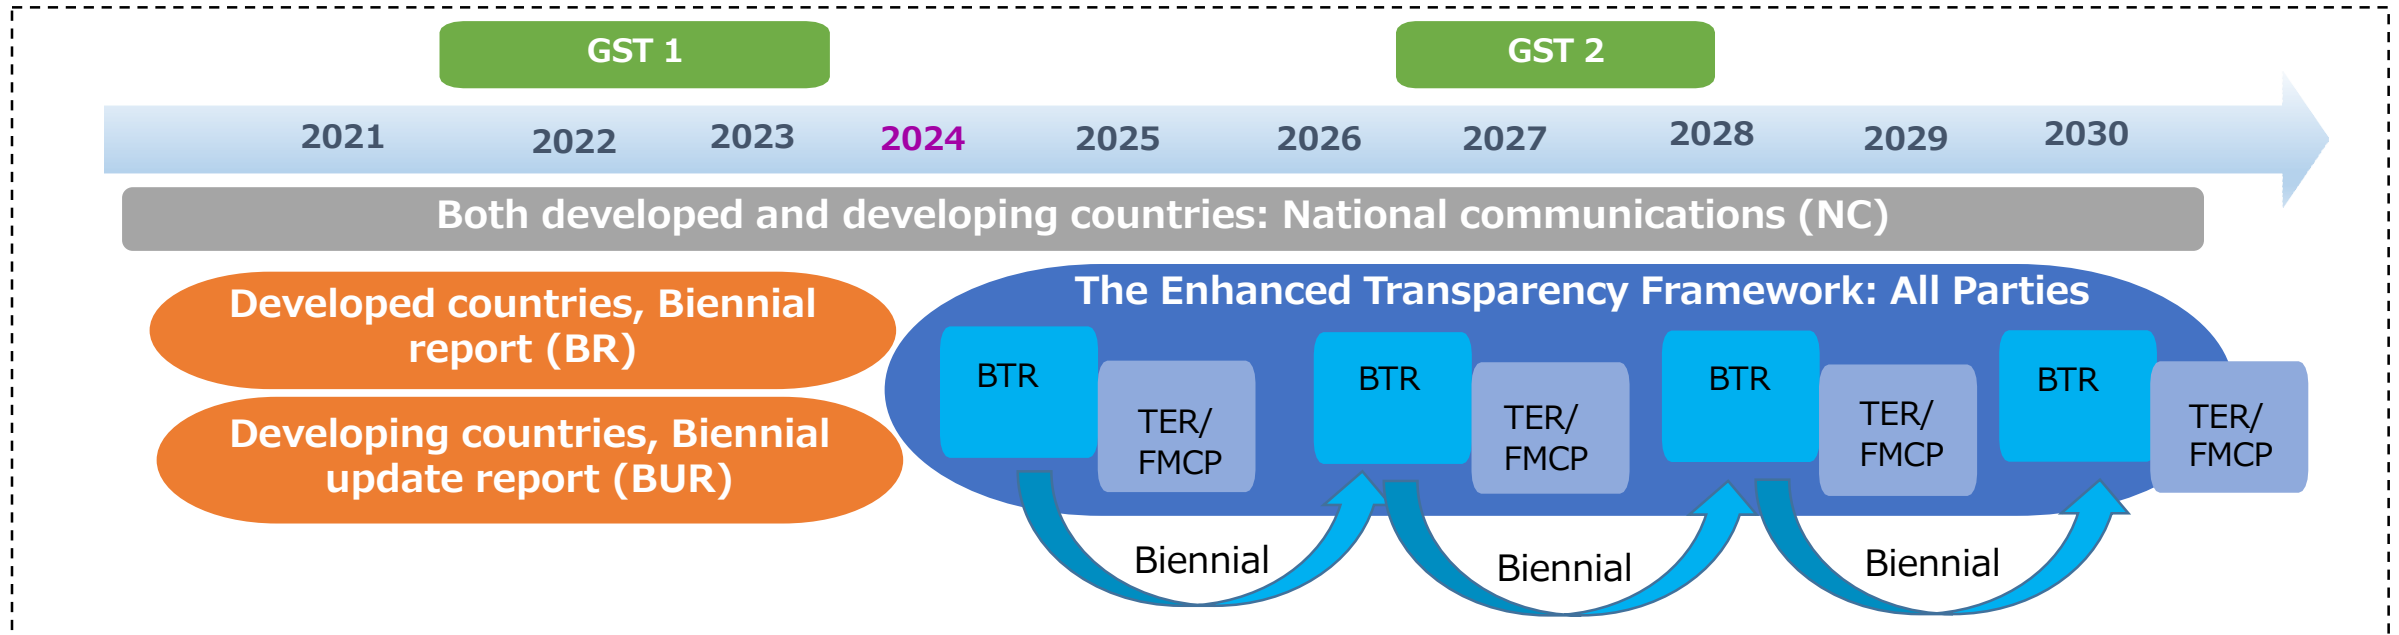 GST 1
GST 2
2021
2022
2023
2024
2025
2026
2027
2028
2029
2030
Both developed and developing countries: National communications (NC)
Developed countries, Biennial
report (BR)
Developing countries, Biennial
update report (BUR)
The Enhanced Transparency Framework: All Parties
BTR
TER/
FMCP
BTR
TER/
FMCP
BTR
TER/
FMCP
BTR
TER/
FMCP
Biennial
Biennial
Biennial